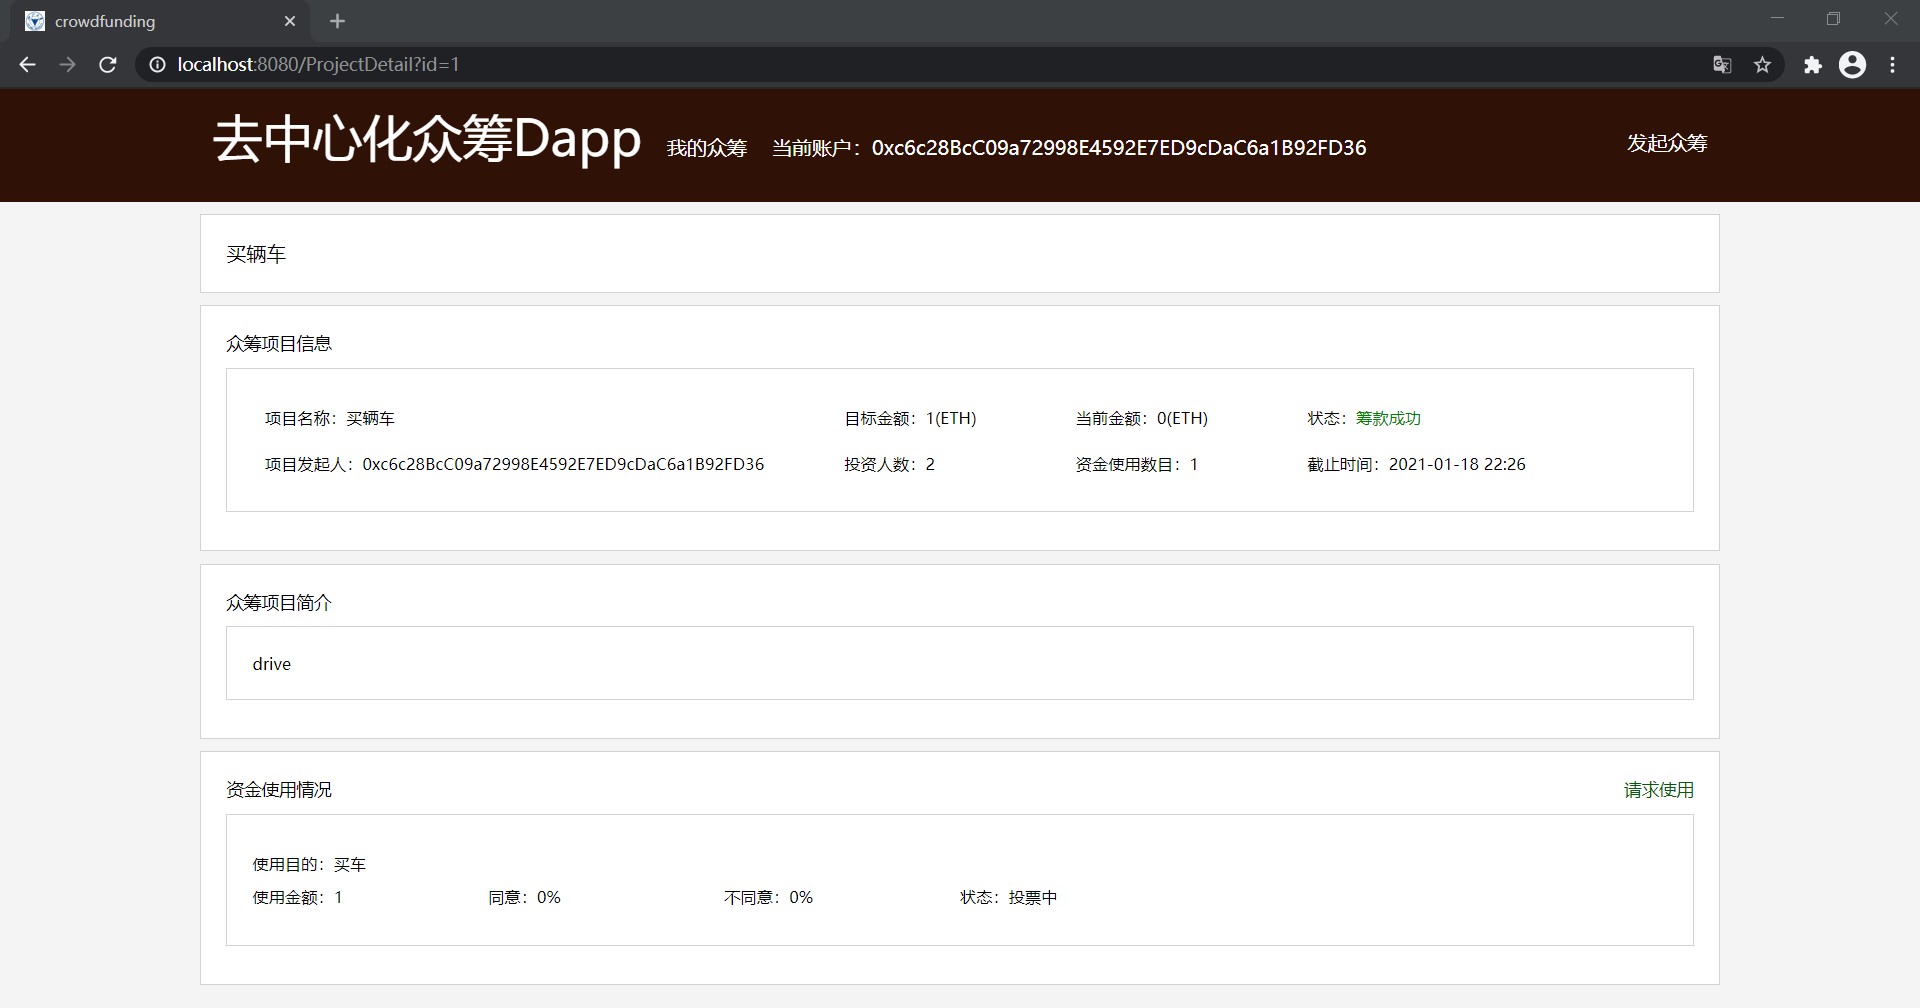 crowdfunding
localhost:8080/ProjectDetail?id=1
去中心化众筹Dapp 我的众筹 当前账户：0xc6c28BcC09a72998E4592E7ED9cDaC6a1B92FD36 发起众筹
买辆车
众筹项目信息
项目名称：买辆车 目标金额：1(ETH) 当前金额：0(ETH) 状态：筹款成功
项目发起人：0xc6c28BcC09a72998E4592E7ED9cDaC6a1B92FD36 投资人数：2 资金使用数目：1 截止时间：2021-01-18 22:26
众筹项目简介
drive
资金使用情况 请求使用
使用目的：买车
使用金额：1 同意：0% 不同意：0% 状态：投票中